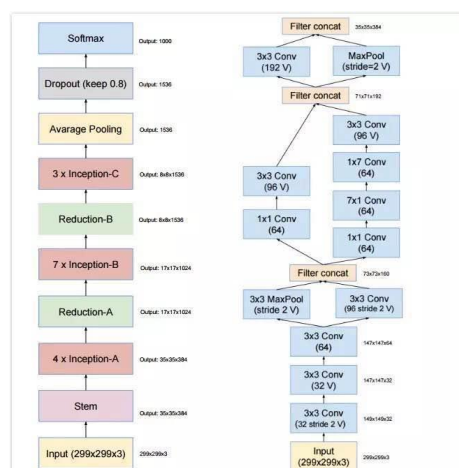 Softmax
Output: 1000
Dropout (keep 0.8)
Output: 1536
Avarage Pooling
Output: 1536
3 x Inception-C
Output: 8x8x1536
Reduction-B
Output: 8x8x1536
7 x Inception-B
Output: 17x17x1024
Reduction-A
Output: 17x17x1024
4 x Inception-A
Output: 35x35x384
Stem
Output: 35x35x384
Input (299x299x3)
299x299x3
Filter concat
35x35x384
3x3 Conv
(192 V)
MaxPool
(stride=2 V)
Filter concat
71x71x192
3x3 Conv
(96 V)
1x7 Conv
(64)
3x3 Conv
(96 V)
7x1 Conv
(64)
1x1 Conv
(64)
1x1 Conv
(64)
Filter concat
73x73x160
3x3 MaxPool
(stride 2 V)
3x3 Conv
(96 stride 2 V)
3x3 Conv
(64)
147x147x64
3x3 Conv
(32 V)
147x147x32
3x3 Conv
(32 stride 2 V)
149x149x32
Input
(299x299x3)
299x299x3